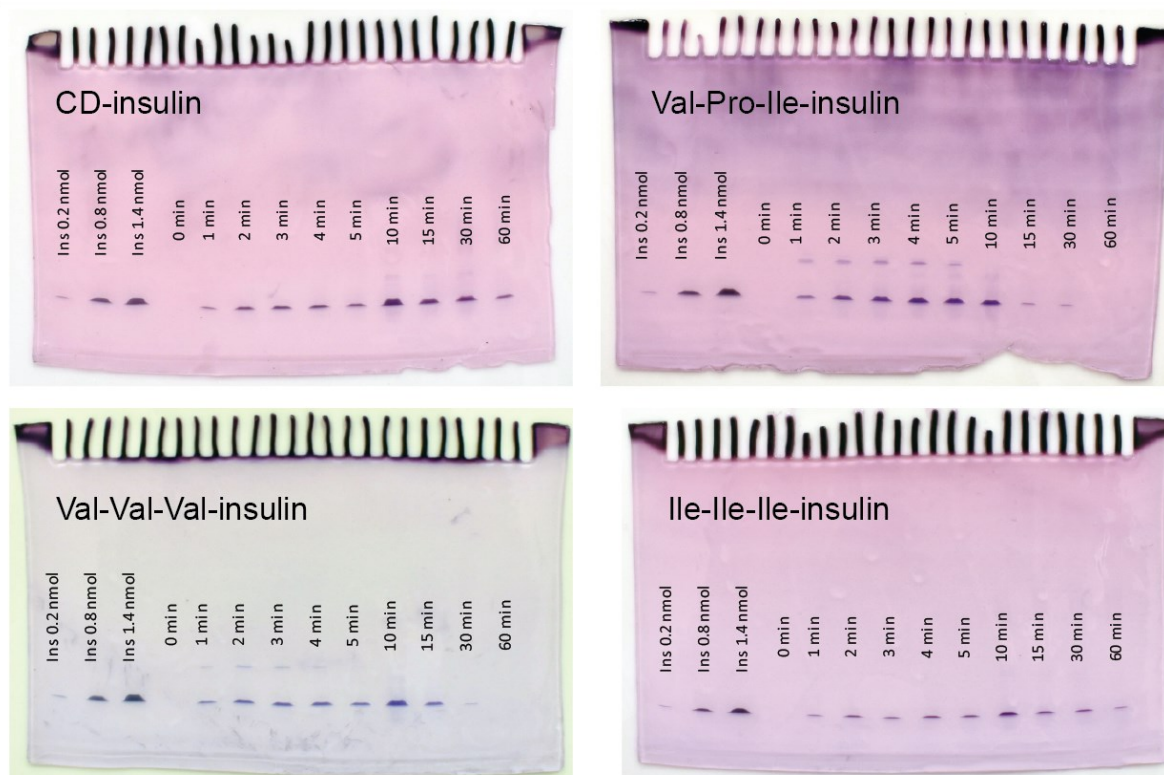 CD-insulin
Ins 0.2 nmol
Ins 0.8 nmol
Ins 1.4 nmol
0 min
1 min
2 min
3 min
4 min
5 min
10 min
15 min
30 min
60 min
Val-Pro-Ile-insulin
Ins 0.2 nmol
Ins 0.8 nmol
Ins 1.4 nmol
0 min
1 min
2 min
3 min
4 min
5 min
10 min
15 min
30 min
60 min
Val-Val-Val-insulin
Ins 0.2 nmol
Ins 0.8 nmol
Ins 1.4 nmol
0 min
1 min
2 min
3 min
4 min
5 min
10 min
15 min
30 min
60 min
Ile-Ile-Ile-insulin
Ins 0.2 nmol
Ins 0.8 nmol
Ins 1.4 nmol
0 min
1 min
2 min
3 min
4 min
5 min
10 min
15 min
30 min
60 min